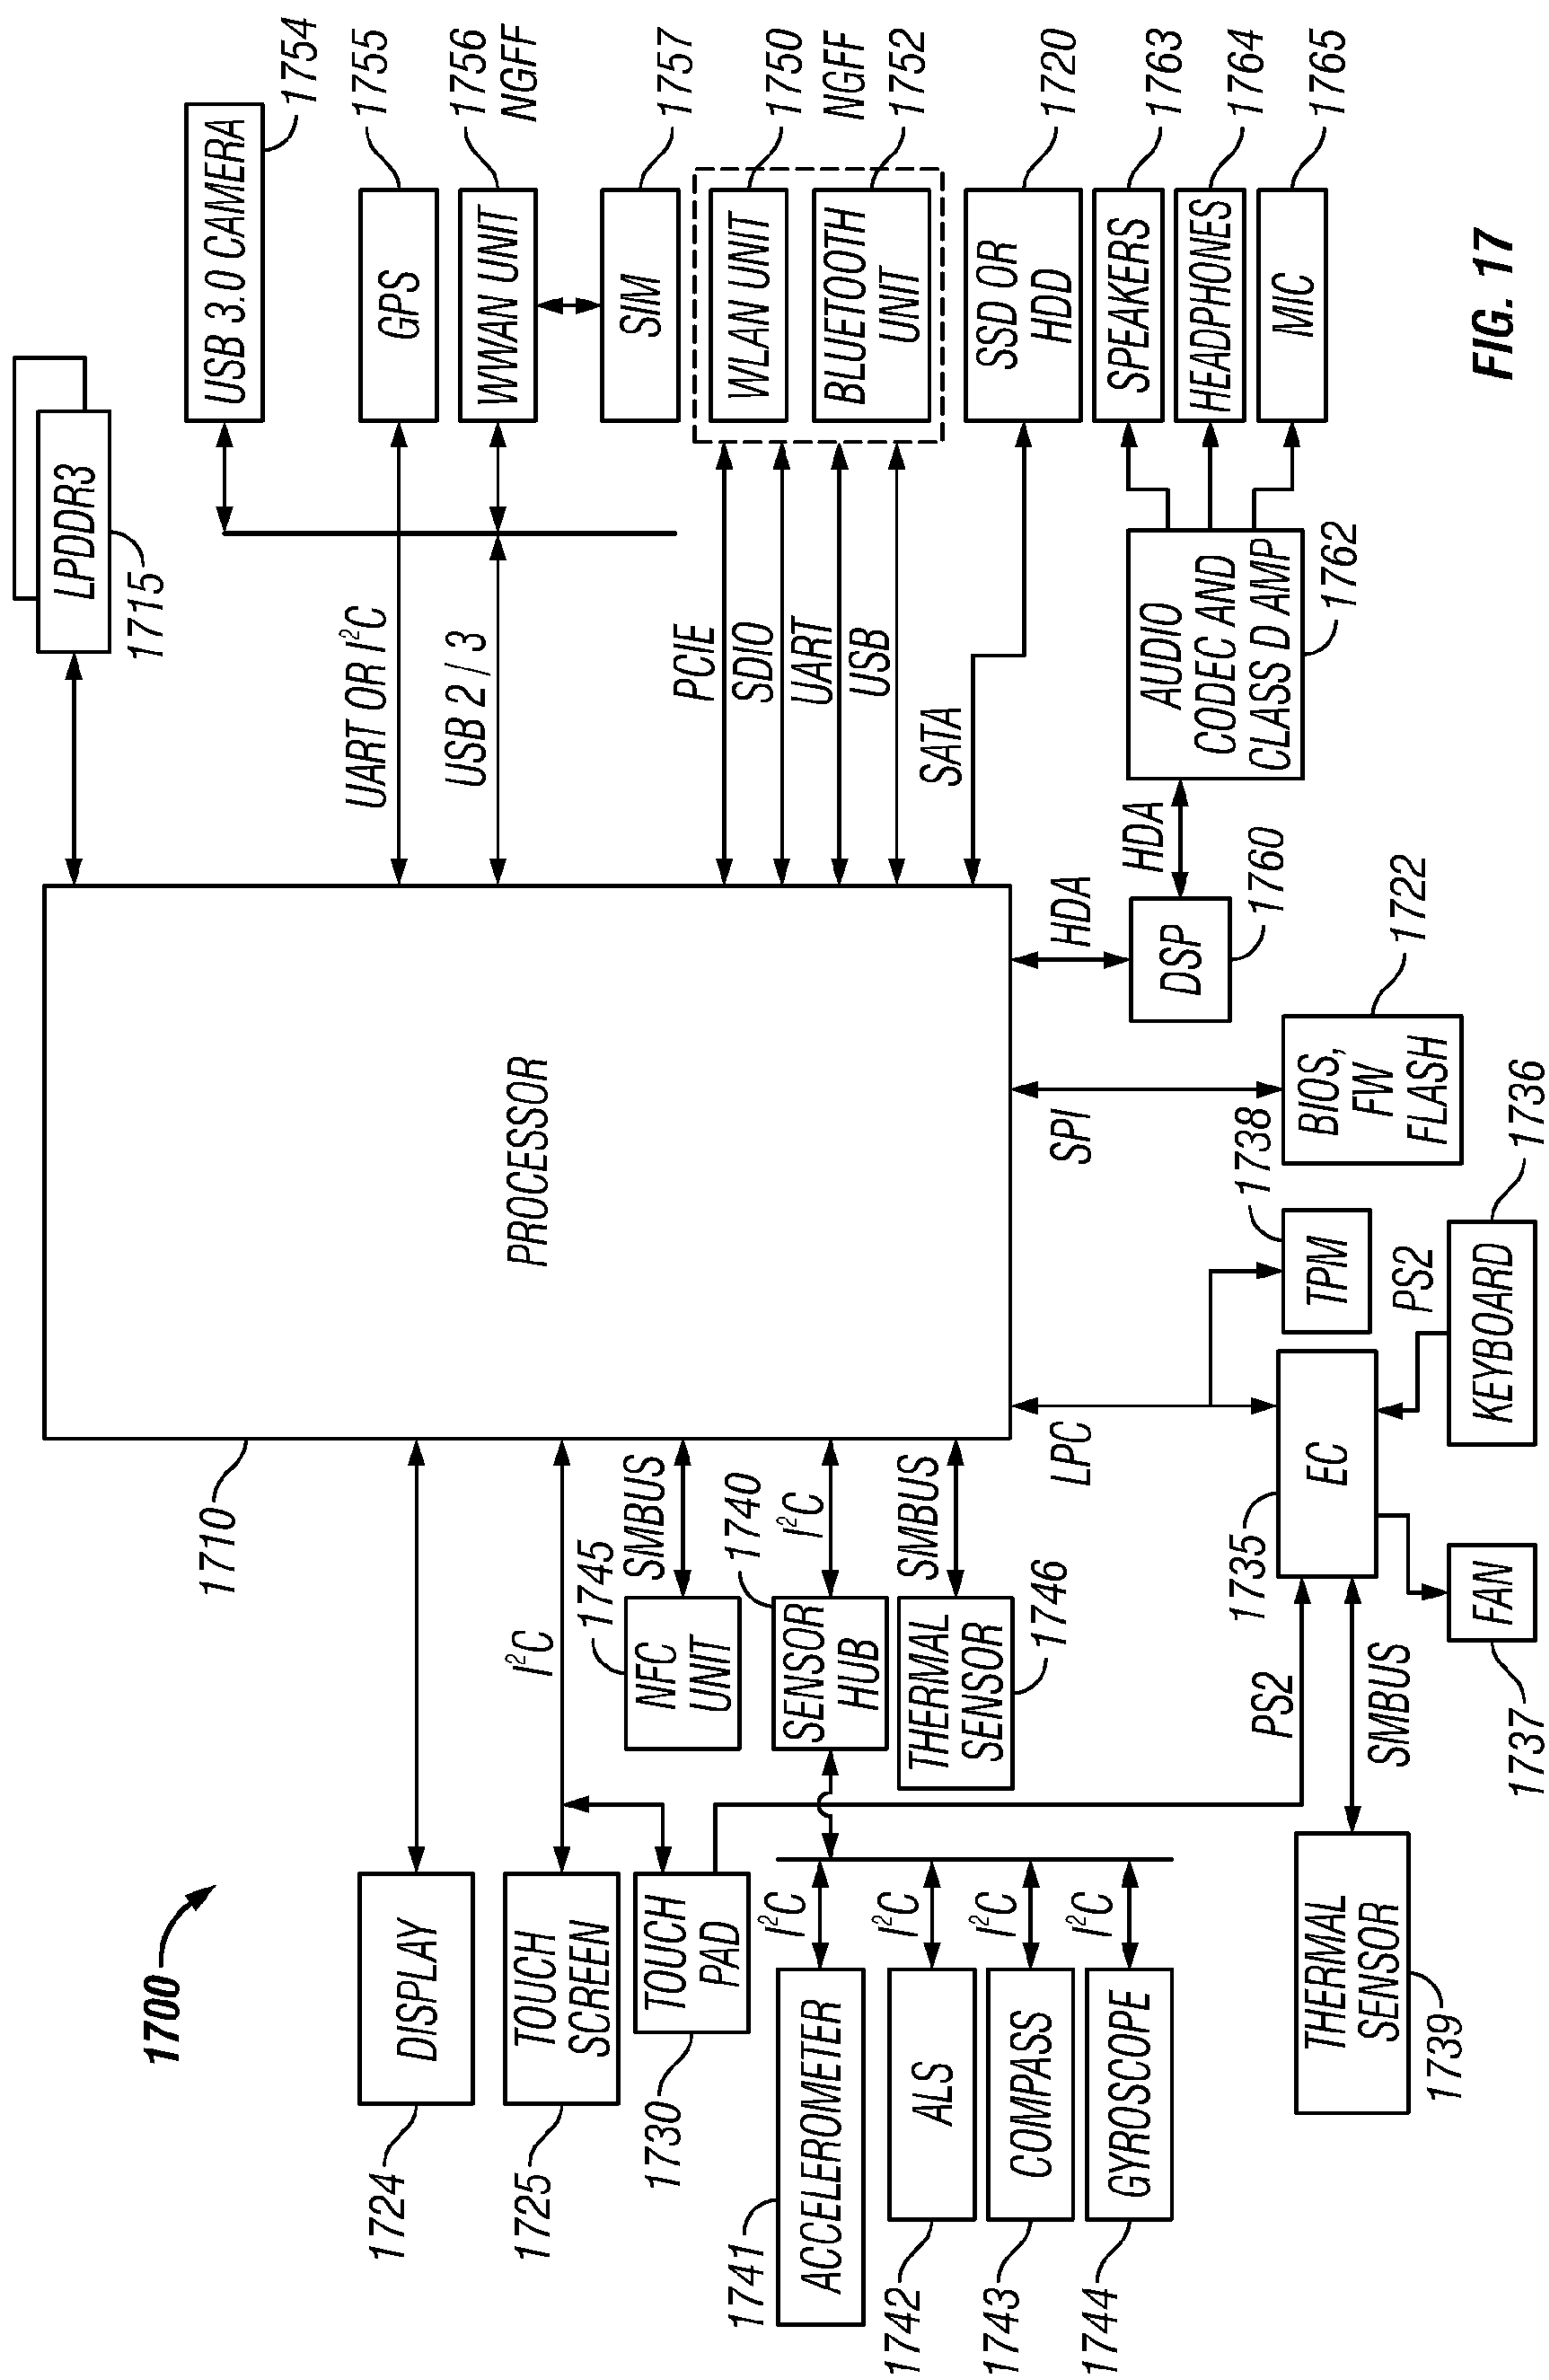 1700
LPDDR3
1715
DISPLAY
1724
TOUCH
SCREEN
1725
TOUCH
PAD
1730
I²C
1710
PROCESSOR
USB 3.0 CAMERA
1754
UART OR I²C
GPS
1755
USB 2 / 3
WWAN UNIT
1756
NGFF
SIM
1757
NFC
UNIT
1745
SMBUS
SENSOR
HUB
1740
I²C
THERMAL
SENSOR
1746
SMBUS
PCIE
SDIO
UART
USB
WLAN UNIT
1750
NGFF
BLUETOOTH
UNIT
1752
SATA
SSD OR
HDD
1720
ACCELEROMETER
1741
I²C
ALS
1742
I²C
COMPASS
1743
I²C
GYROSCOPE
1744
I²C
LPC
SPI
HDA
DSP
1760
HDA
AUDIO
CODEC AND
CLASS D AMP
1762
SPEAKERS
1763
HEADPHONES
1764
MIC
1765
THERMAL
SENSOR
1739
PS2
SMBUS
EC
1735
TPM
1738
BIOS,
FW
FLASH
1722
FAN
1737
PS2
KEYBOARD
1736
FIG. 17